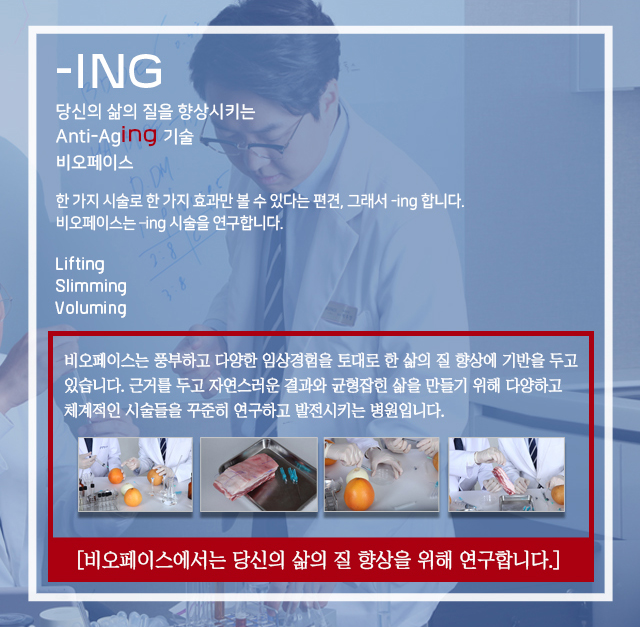 -ING
당신의 삶의 질을 향상시키는
Anti-Aging 기술
비오페이스
한 가지 시술로 한 가지 효과만 볼 수 있다는 편견, 그래서 -ing 합니다.
비오페이스는 -ing 시술을 연구합니다.
Lifting
Slimming
Voluming
비오페이스는 풍부하고 다양한 임상경험을 토대로 한 삶의 질 향상에 기반을 두고
있습니다. 근거를 두고 자연스러운 결과와 균형잡힌 삶을 만들기 위해 다양하고
체계적인 시술들을 꾸준히 연구하고 발전시키는 병원입니다.
[비오페이스에서는 당신의 삶의 질 향상을 위해 연구합니다.]